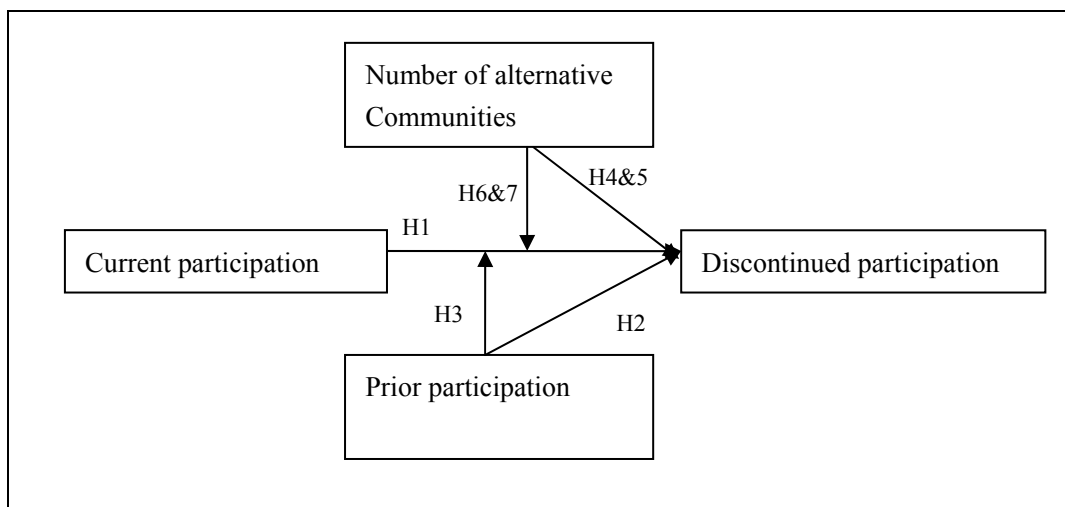 Number of alternative
Communities
H6&7
H4&5
H1
Current participation
Discontinued participation
H3
H2
Prior participation